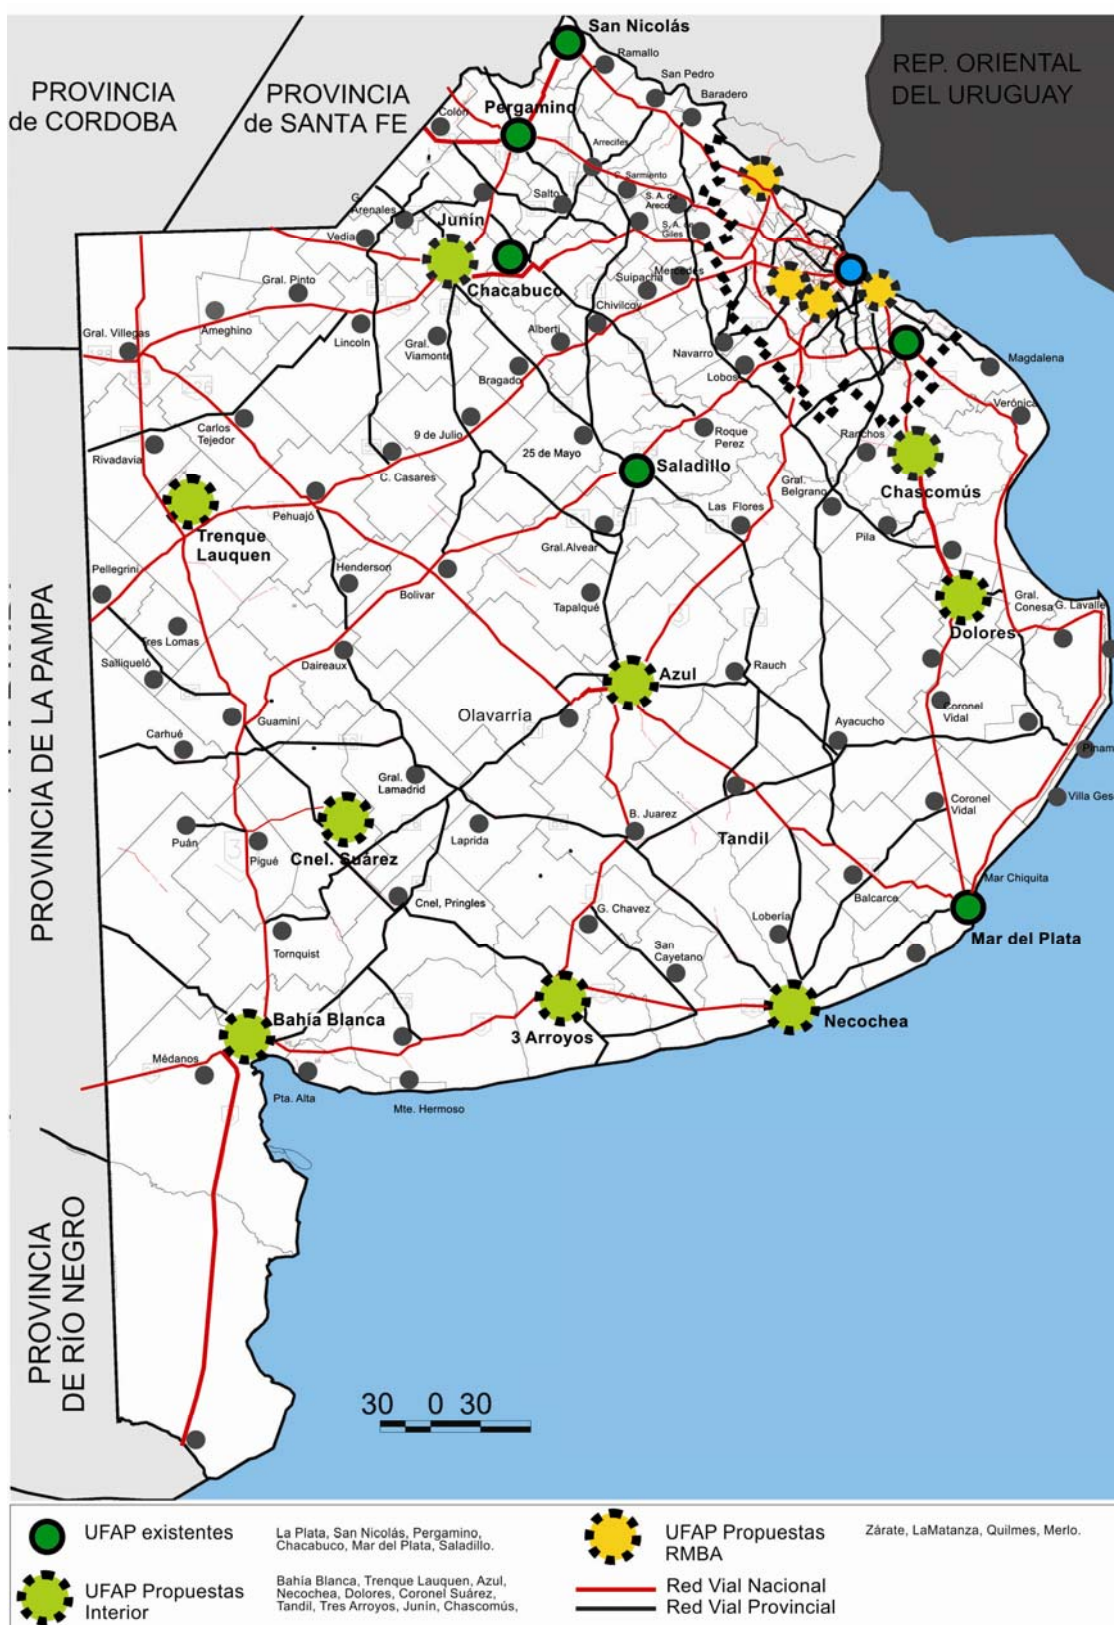 San Nicolás
Ramallo
REP. ORIENTAL
DEL URUGUAY
PROVINCIA
de CORDOBA
PROVINCIA
de SANTA FE
San Pedro
Baradero
Pergamino
Colón
Arrecifes
C. Sarmiento
Salto
S. A. de
Areco
G.
Arenales
Junín
S. A. de
Giles
Vedia
Suipacha
Mercedes
Gral. Pinto
Chacabuco
Chivilcoy
Ameghino
Gral. Villegas
Lincoln
Gral.
Viamonte
Alberti
Bragado
Navarro
Lobos
Magdalena
Verónica
Carlos
Tejedor
9 de Julio
Roque
Perez
Ranchos
Rivadavia
C. Casares
25 de Mayo
Saladillo
Gral.
Belgrano
Chascomús
Pehuajó
Las Flores
Pila
Trenque
Lauquen
Gral.Alvear
Pellegrini
Henderson
Bolivar
Tapalqué
Gral.
Conesa
G. Lavalle
Dolores
Tres Lomas
Salliqueló
Daireaux
Azul
Rauch
Guaminí
Olavarria
Coronel
Vidal
Carhué
Ayacucho
Pinam
Gral.
Lamadrid
Coronel
Vidal
Villa Ges
PROVINCIA DE LA PAMPA
B. Juarez
Puán
Pigué
Cnel. Suárez
Laprida
Tandil
Mar Chiquita
Balcarce
Cnel, Pringles
G. Chavez
Lobería
Mar del Plata
Tornquist
San
Cayetano
Bahía Blanca
3 Arroyos
Necochea
Médanos
Pta. Alta
Mte. Hermoso
PROVINCIA
DE RÍO NEGRO
30 0 30
UFAP existentes
La Plata, San Nicolás, Pergamino,
Chacabuco, Mar del Plata, Saladillo.
UFAP Propuestas
RMBA
Zárate, LaMatanza, Quilmes, Merlo.
UFAP Propuestas
Interior
Bahía Blanca, Trenque Lauquen, Azul,
Necochea, Dolores, Coronel Suárez,
Tandil, Tres Arroyos, Junín, Chascomús,
Red Vial Nacional
Red Vial Provincial